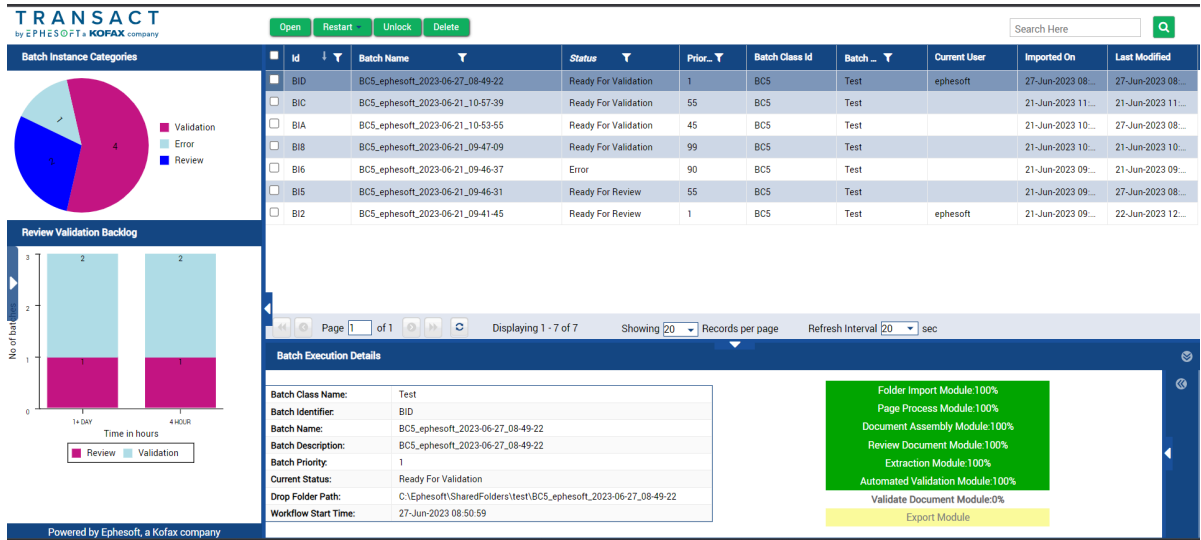 TRANSACT
by EPHESOFT a KOFAX company
Open Restart Unlock Delete
Search Here
Batch Instance Categories
4
1
Validation
Error
Review
Id Batch Name Status Prior... Batch Class Id Batch ... Current User Imported On Last Modified
BID BC5_ephesoft_2023-06-27_08-49-22 Ready For Validation 1 BC5 Test ephesoft 27-Jun-2023 08:... 27-Jun-2023 08:...
BIC BC5_ephesoft_2023-06-21_10-57-39 Ready For Validation 55 BC5 Test 21-Jun-2023 11:... 21-Jun-2023 11:...
BIA BC5_ephesoft_2023-06-21_10-53-55 Ready For Validation 45 BC5 Test 21-Jun-2023 10:... 27-Jun-2023 08:...
BI8 BC5_ephesoft_2023-06-21_09-47-09 Ready For Validation 99 BC5 Test 21-Jun-2023 10:... 21-Jun-2023 10:...
BI6 BC5_ephesoft_2023-06-21_09-46-37 Error 90 BC5 Test 21-Jun-2023 09:... 21-Jun-2023 09:...
BI5 BC5_ephesoft_2023-06-21_09-46-31 Ready For Review 55 BC5 Test 21-Jun-2023 09:... 27-Jun-2023 08:...
BI2 BC5_ephesoft_2023-06-21_09-41-45 Ready For Review 1 BC5 Test ephesoft 21-Jun-2023 09:... 22-Jun-2023 12:...
Page 1 of 1 Displaying 1 - 7 of 7 Showing 20 Records per page Refresh Interval 20 sec
Review Validation Backlog
3
2
1
0
2 2
1 1
No of batches
1+ DAY 4 HOUR
Time in hours
Review Validation
Powered by Ephesoft, a Kofax company
Batch Execution Details
Batch Class Name: Test
Batch Identifier: BID
Batch Name: BC5_ephesoft_2023-06-27_08-49-22
Batch Description: BC5_ephesoft_2023-06-27_08-49-22
Batch Priority: 1
Current Status: Ready For Validation
Drop Folder Path: C:\Ephesoft\SharedFolders\test\BC5_ephesoft_2023-06-27_08-49-22
Workflow Start Time: 27-Jun-2023 08:50:59
Folder Import Module:100%
Page Process Module:100%
Document Assembly Module:100%
Review Document Module:100%
Extraction Module:100%
Automated Validation Module:100%
Validate Document Module:0%
Export Module